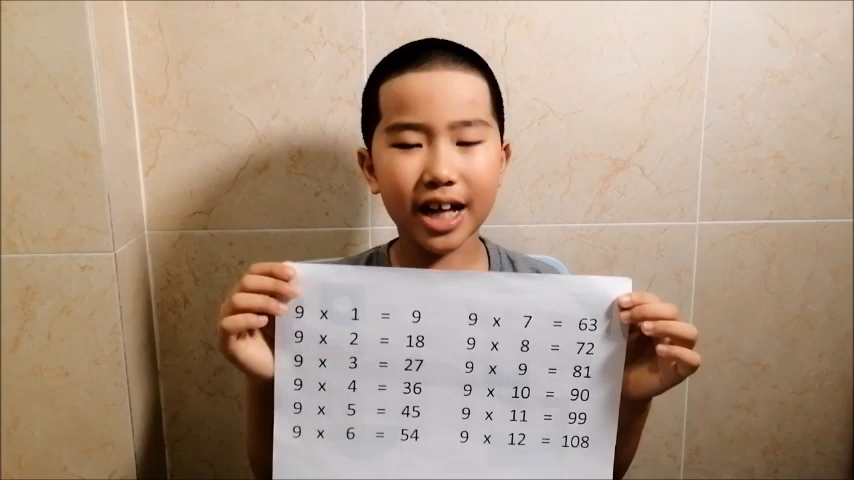 9 x 1 = 9
9 x 2 = 18
9 x 3 = 27
9 x 4 = 36
9 x 5 = 45
9 x 6 = 54
9 x 7 = 63
9 x 8 = 72
9 x 9 = 81
9 x 10 = 90
9 x 11 = 99
9 x 12 = 108